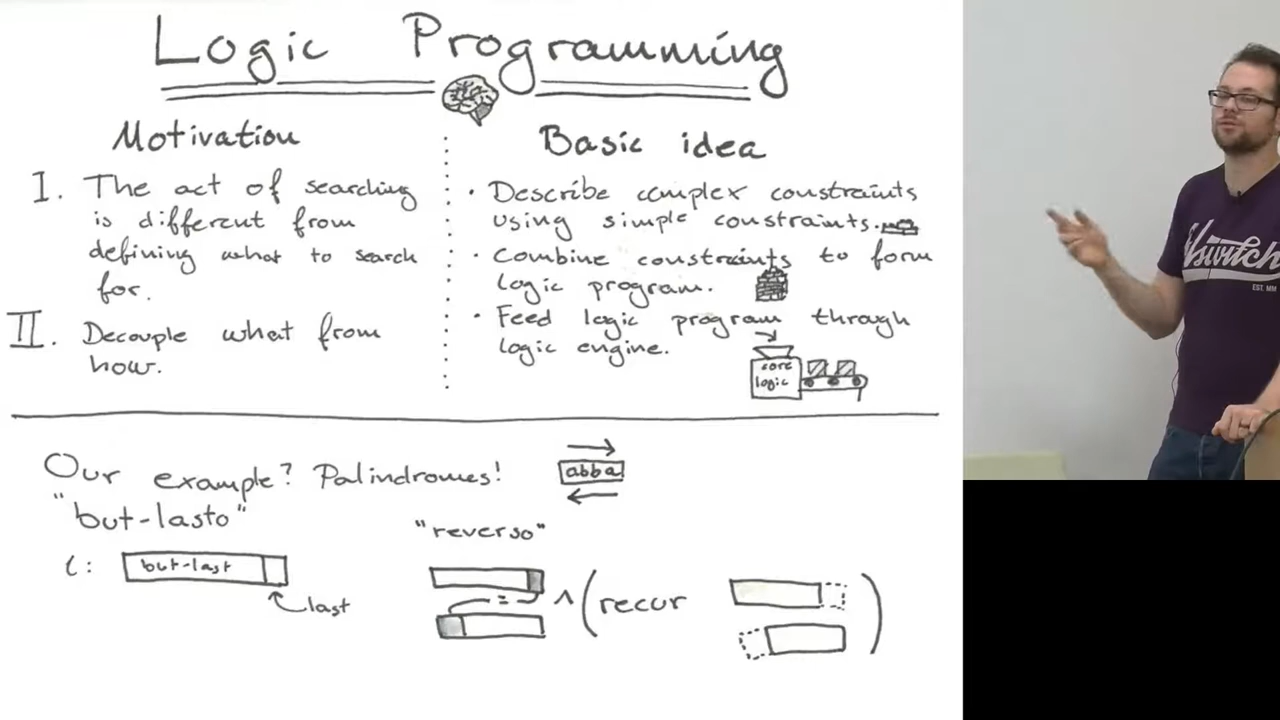 Logic Programming
Motivation
I. The act of searching
is different from
defining what to search
for.
II. Decouple what from
how.
Basic idea
· Describe complex constraints
using simple constraints.
· Combine constraints to form
logic program.
· Feed logic program through
logic engine.
core
logic
Our example? Palindromes!
abba
"but-lasto"
l: but-last
last
"reverso"
=
^ (recur )
EST. MM